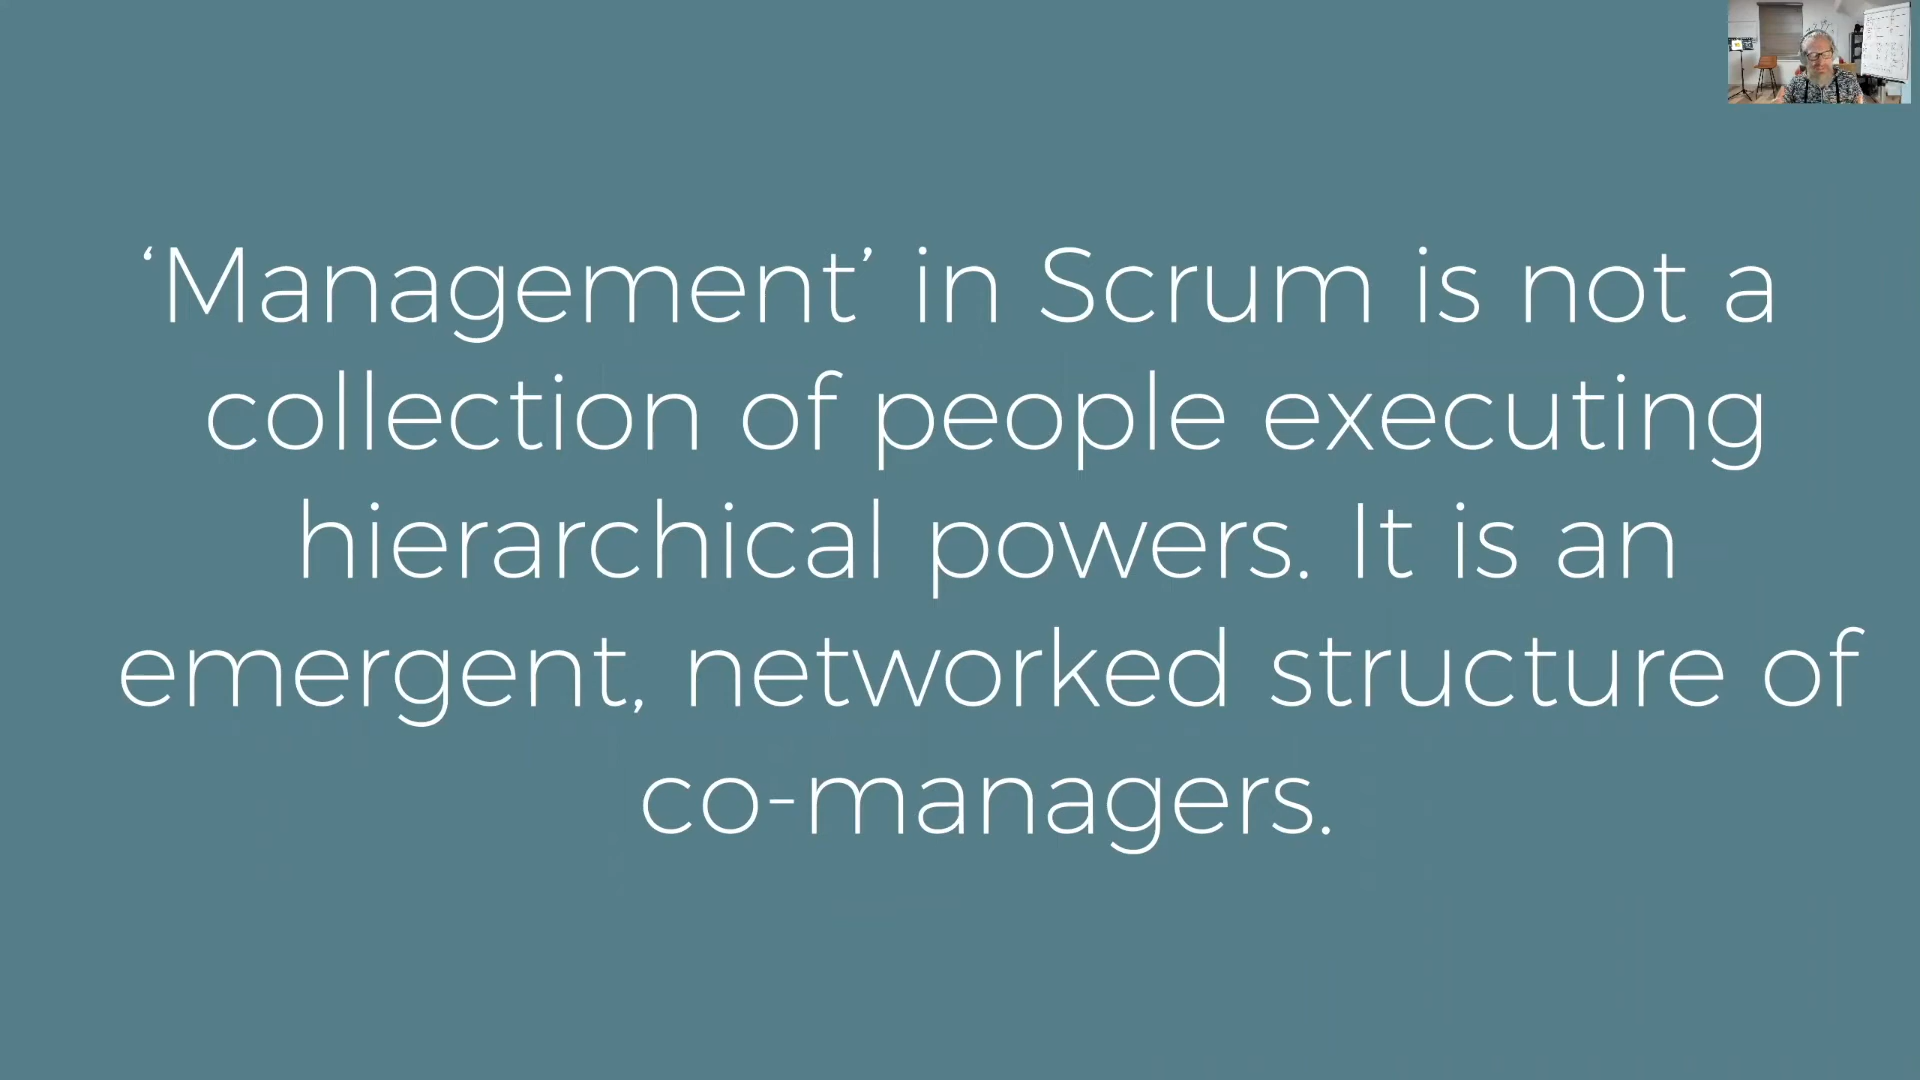 ‘Management’ in Scrum is not a
collection of people executing
hierarchical powers. It is an
emergent, networked structure of
co-managers.